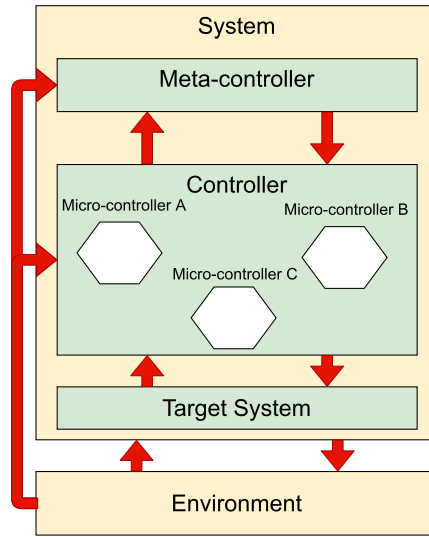 System
Meta-controller
Controller
Micro-controller A
Micro-controller B
Micro-controller C
Target System
Environment